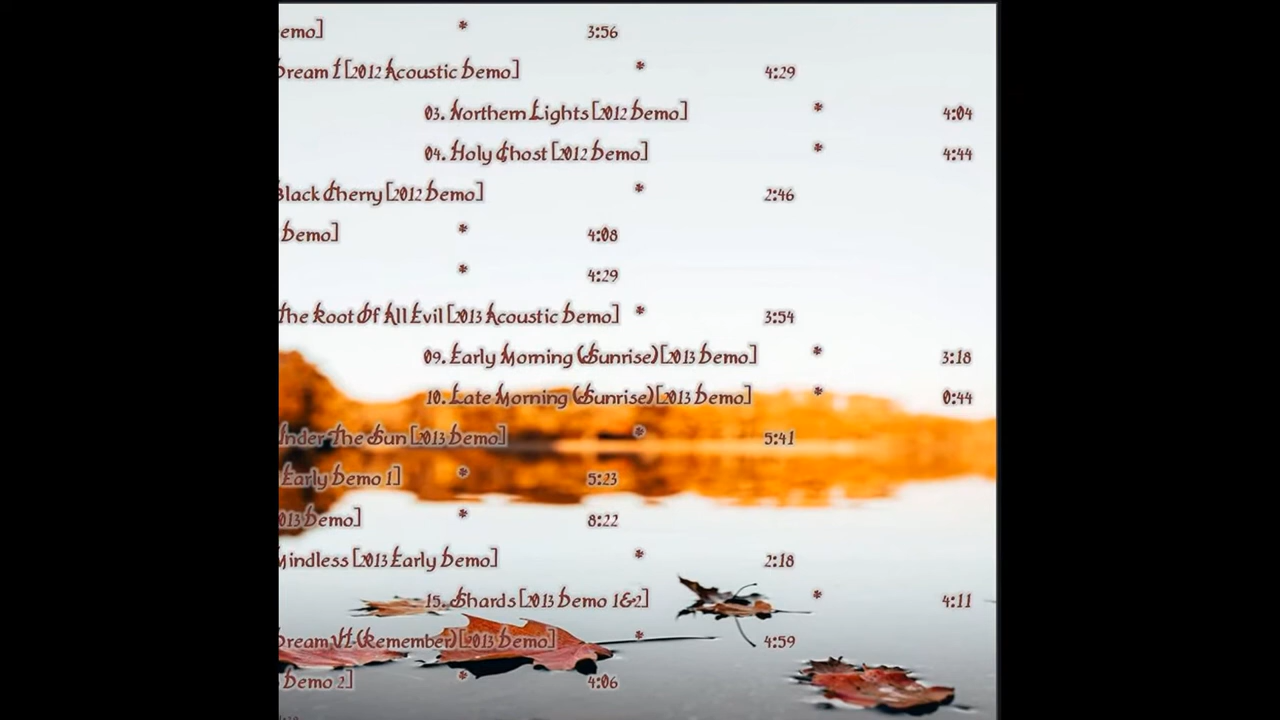 emo] * 3:56
Dream I [2012 Acoustic Demo] * 4:29
03. Northern Lights [2012 Demo] * 4:04
04. Holy Ghost [2012 Demo] * 4:44
Black Cherry [2012 Demo] * 2:46
Demo] * 4:08
* 4:29
The Root Of All Evil [2013 Acoustic Demo] * 3:54
09. Early Morning (Sunrise) [2013 Demo] * 3:18
10. Late Morning (Sunrise) [2013 Demo] * 0:44
Under The Sun [2013 Demo] * 5:41
Early Demo 1] * 5:23
013 Demo] * 8:22
Mindless [2013 Early Demo] * 2:18
15. Shards [2013 Demo 1&2] * 4:11
Dream VI (Remember) [2013 Demo] * 4:59
Demo 2] * 4:06